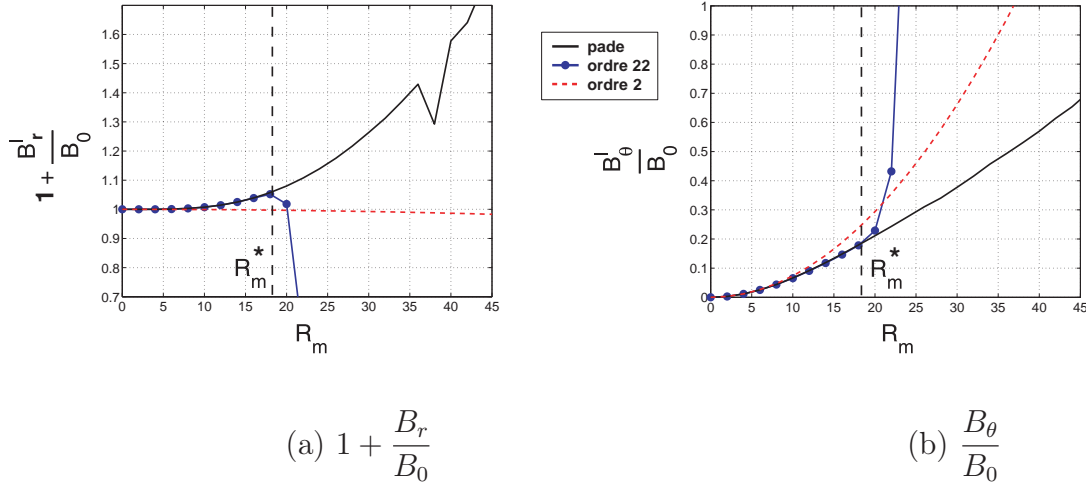 1.6
1.5
1.4
1.3
1.2
1.1
1
0.9
0.8
0.7
0 5 10 15 20 25 30 35 40 45
1 + B_r^I / B_0
R_m^*
R_m
pade
ordre 22
ordre 2
1
0.9
0.8
0.7
0.6
0.5
0.4
0.3
0.2
0.1
0
0 5 10 15 20 25 30 35 40 45
B_θ^I / B_0
R_m^*
R_m
(a) 1 + B_r / B_0
(b) B_θ / B_0